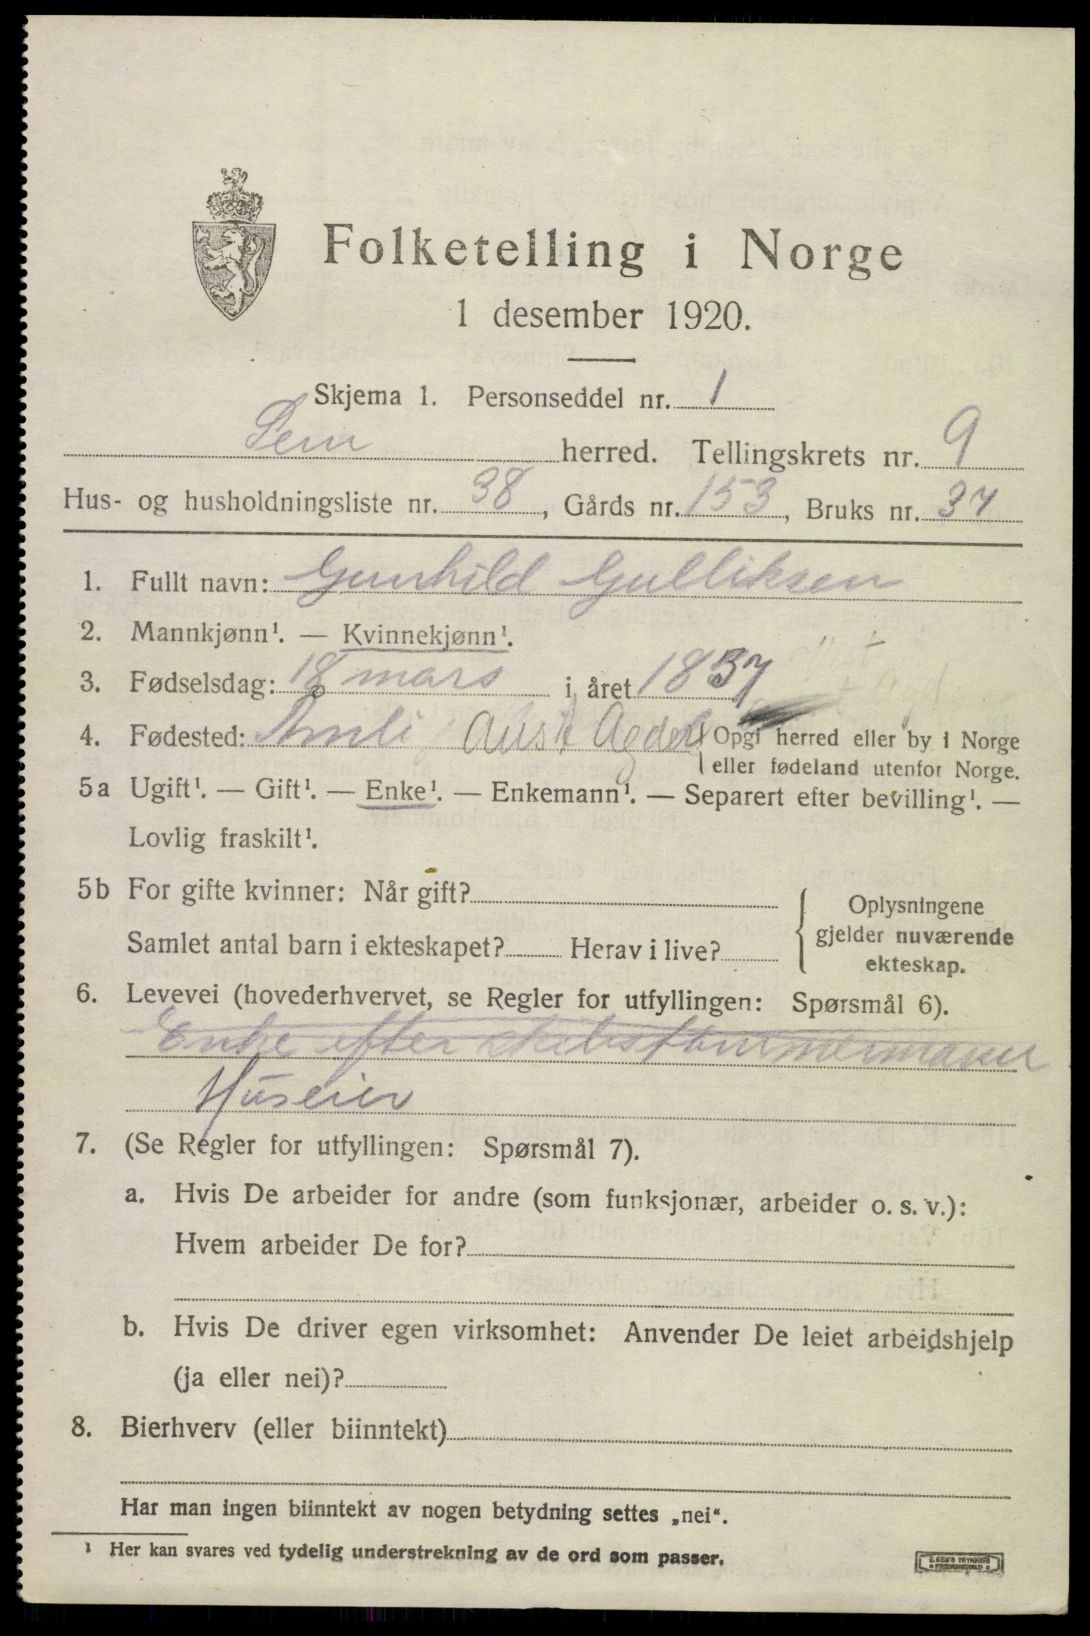 Folketelling i Norge
1 desember 1920.
Skjema 1. Personseddel nr. 1
Sem herred. Tellingskrets nr. 9
Hus- og husholdningsliste nr. 38, Gårds nr. 153, Bruks nr. 37
1. Fullt navn: Gunhild Gulliksen
2. Mannkjønn¹. — Kvinnekjønn¹.
3. Fødselsdag: 18 mars i året 1837
4. Fødested: Åmli Aust Agder { Opgi herred eller by i Norge
eller fødeland utenfor Norge.
5a Ugift¹. — Gift¹. — Enke¹. — Enkemann¹. — Separert efter bevilling¹. —
Lovlig fraskilt¹.
5b For gifte kvinner: Når gift?
Samlet antal barn i ekteskapet? Herav i live?
{ Oplysningene
gjelder nuværende
ekteskap.
6. Levevei (hovederhvervet, se Regler for utfyllingen: Spørsmål 6).
Enke efter skibstømmermann
Huseier
7. (Se Regler for utfyllingen: Spørsmål 7).
a. Hvis De arbeider for andre (som funksjonær, arbeider o. s. v.):
Hvem arbeider De for?
b. Hvis De driver egen virksomhet: Anvender De leiet arbeidshjelp
(ja eller nei)?
8. Bierhverv (eller biinntekt)
Har man ingen biinntekt av nogen betydning settes „nei“.
¹ Her kan svares ved tydelig understrekning av de ord som passer.